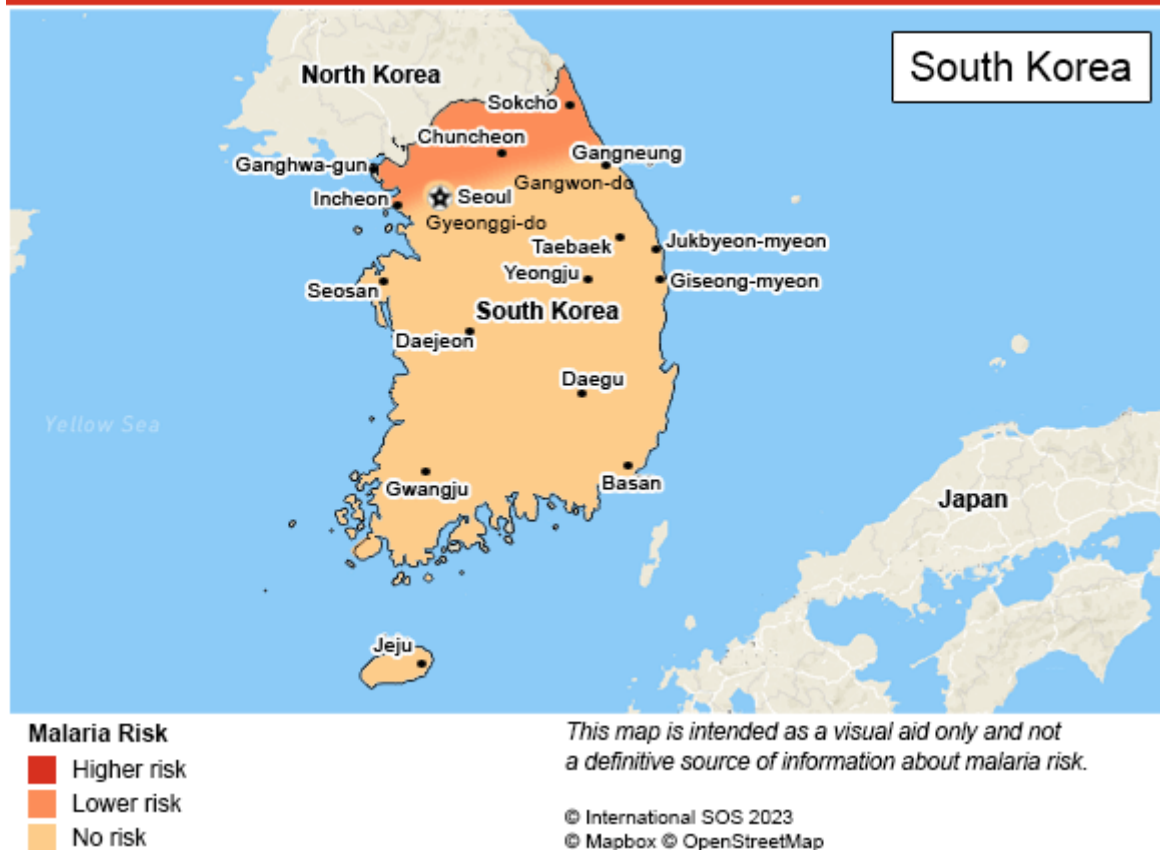 South Korea
North Korea
Sokcho
Chuncheon
Ganghwa-gun
Gangneung
Gangwon-do
Incheon
Seoul
Gyeonggi-do
Taebaek
Jukbyeon-myeon
Yeongju
Giseong-myeon
Seosan
South Korea
Daejeon
Daegu
Yellow Sea
Gwangju
Basan
Japan
Jeju
Malaria Risk
Higher risk
Lower risk
No risk
This map is intended as a visual aid only and not
a definitive source of information about malaria risk.
© International SOS 2023
© Mapbox © OpenStreetMap